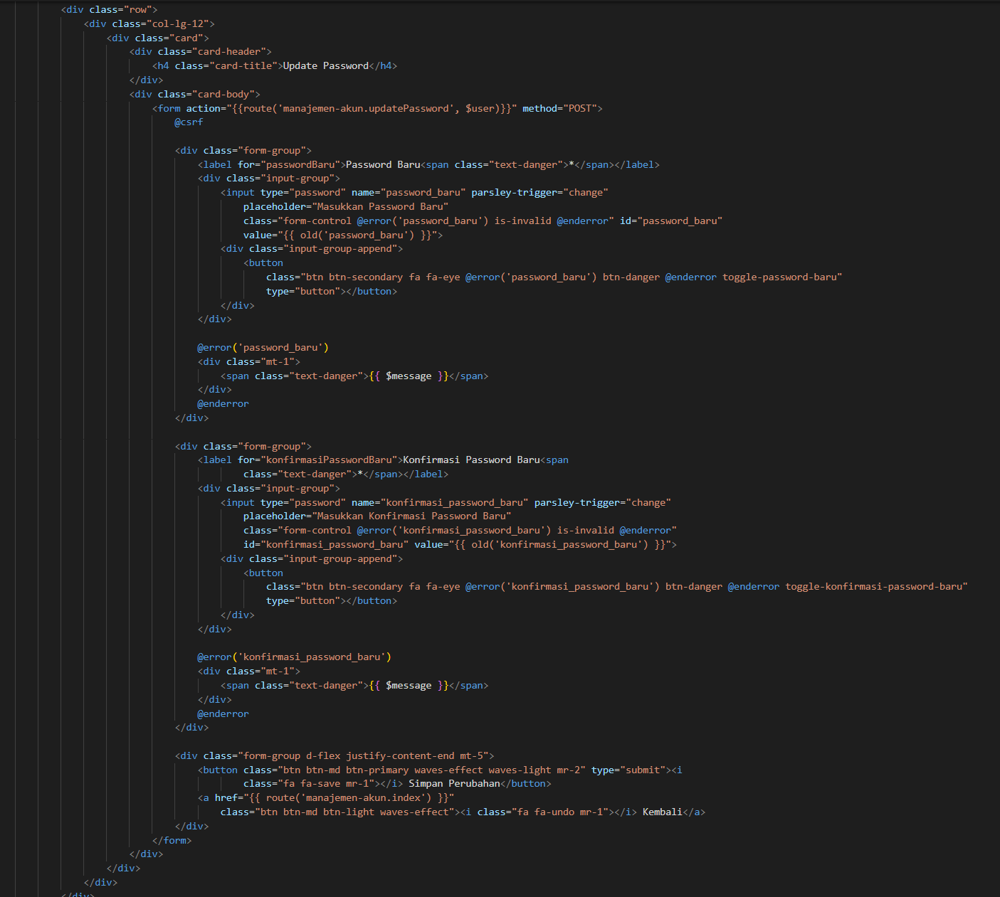 <div class="row">
<div class="col-lg-12">
<div class="card">
<div class="card-header">
<h4 class="card-title">Update Password</h4>
</div>
<div class="card-body">
<form action="{{route('manajemen-akun.updatePassword', $user)}}" method="POST">
@csrf
<div class="form-group">
<label for="passwordBaru">Password Baru<span class="text-danger">*</span></label>
<div class="input-group">
<input type="password" name="password_baru" parsley-trigger="change"
placeholder="Masukkan Password Baru"
class="form-control @error('password_baru') is-invalid @enderror" id="password_baru"
value="{{ old('password_baru') }}">
<div class="input-group-append">
<button
class="btn btn-secondary fa fa-eye @error('password_baru') btn-danger @enderror toggle-password-baru"
type="button"></button>
</div>
</div>
@error('password_baru')
<div class="mt-1">
<span class="text-danger">{{ $message }}</span>
</div>
@enderror
</div>
<div class="form-group">
<label for="konfirmasiPasswordBaru">Konfirmasi Password Baru<span
class="text-danger">*</span></label>
<div class="input-group">
<input type="password" name="konfirmasi_password_baru" parsley-trigger="change"
placeholder="Masukkan Konfirmasi Password Baru"
class="form-control @error('konfirmasi_password_baru') is-invalid @enderror"
id="konfirmasi_password_baru" value="{{ old('konfirmasi_password_baru') }}">
<div class="input-group-append">
<button
class="btn btn-secondary fa fa-eye @error('konfirmasi_password_baru') btn-danger @enderror toggle-konfirmasi-password-baru"
type="button"></button>
</div>
</div>
@error('konfirmasi_password_baru')
<div class="mt-1">
<span class="text-danger">{{ $message }}</span>
</div>
@enderror
</div>
<div class="form-group d-flex justify-content-end mt-5">
<button class="btn btn-md btn-primary waves-effect waves-light mr-2" type="submit"><i
class="fa fa-save mr-1"></i> Simpan Perubahan</button>
<a href="{{ route('manajemen-akun.index') }}"
class="btn btn-md btn-light waves-effect"><i class="fa fa-undo mr-1"></i> Kembali</a>
</div>
</form>
</div>
</div>
</div>
</div>